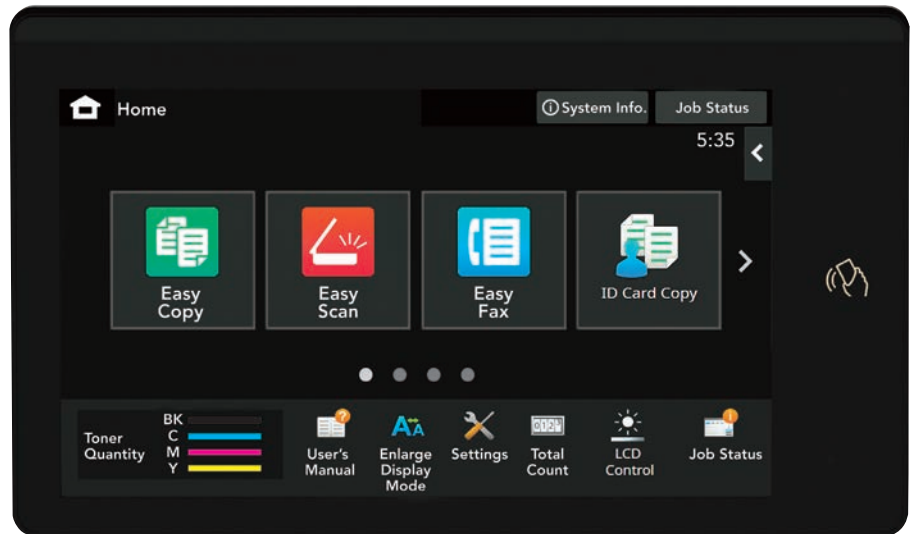 Home
ⓘ System Info.
Job Status
5:35
Easy
Copy
Easy
Scan
Easy
Fax
ID Card Copy
Toner
Quantity
BK
C
M
Y
User's
Manual
Enlarge
Display
Mode
Settings
Total
Count
LCD
Control
Job Status